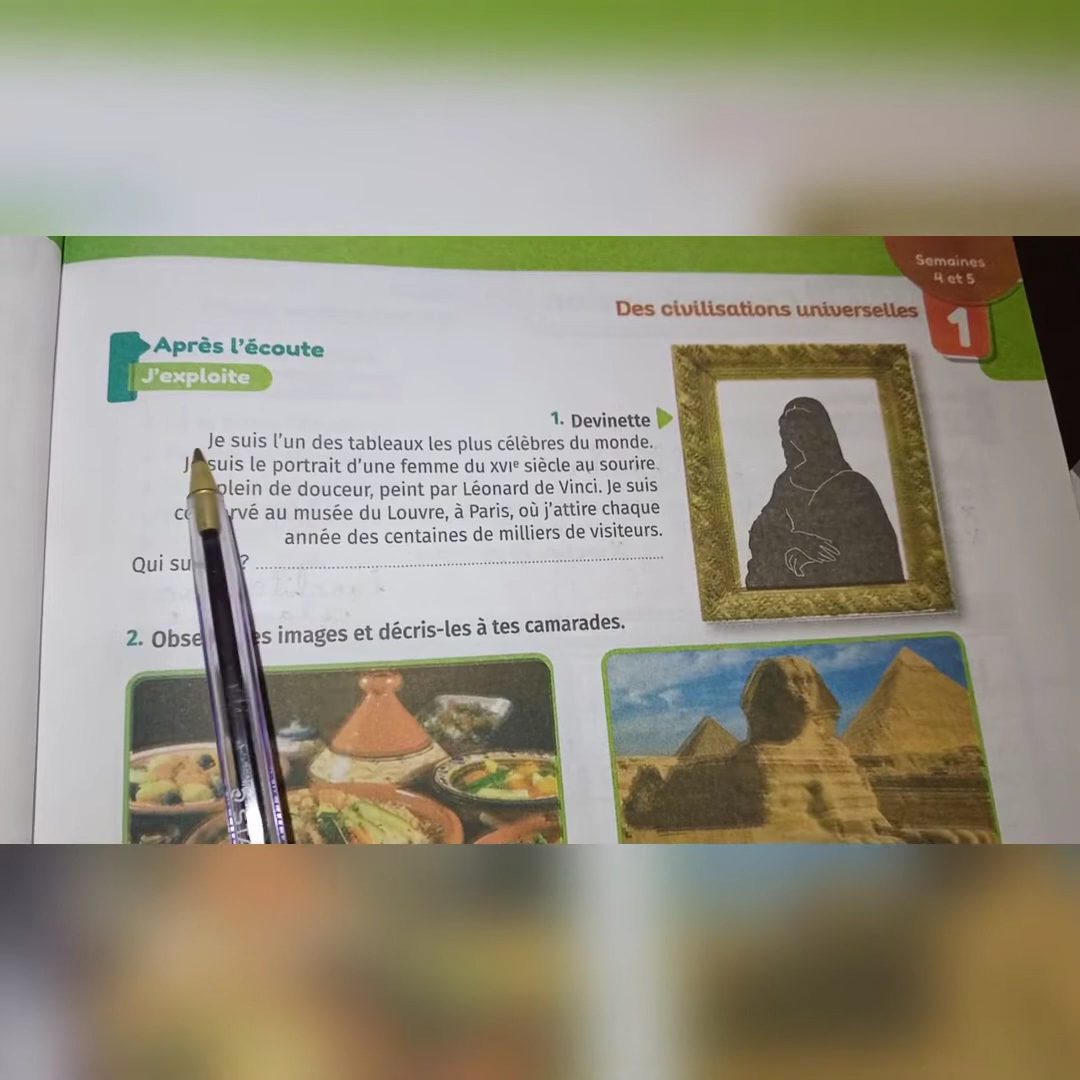 Semaines
4 et 5
Des civilisations universelles
1
Après l'écoute
J'exploite
1. Devinette
Je suis l'un des tableaux les plus célèbres du monde.
suis le portrait d'une femme du XVIe siècle au sourire
plein de douceur, peint par Léonard de Vinci. Je suis
au musée du Louvre, à Paris, où j'attire chaque
année des centaines de milliers de visiteurs.
Qui ?
2. images et décris-les à tes camarades.